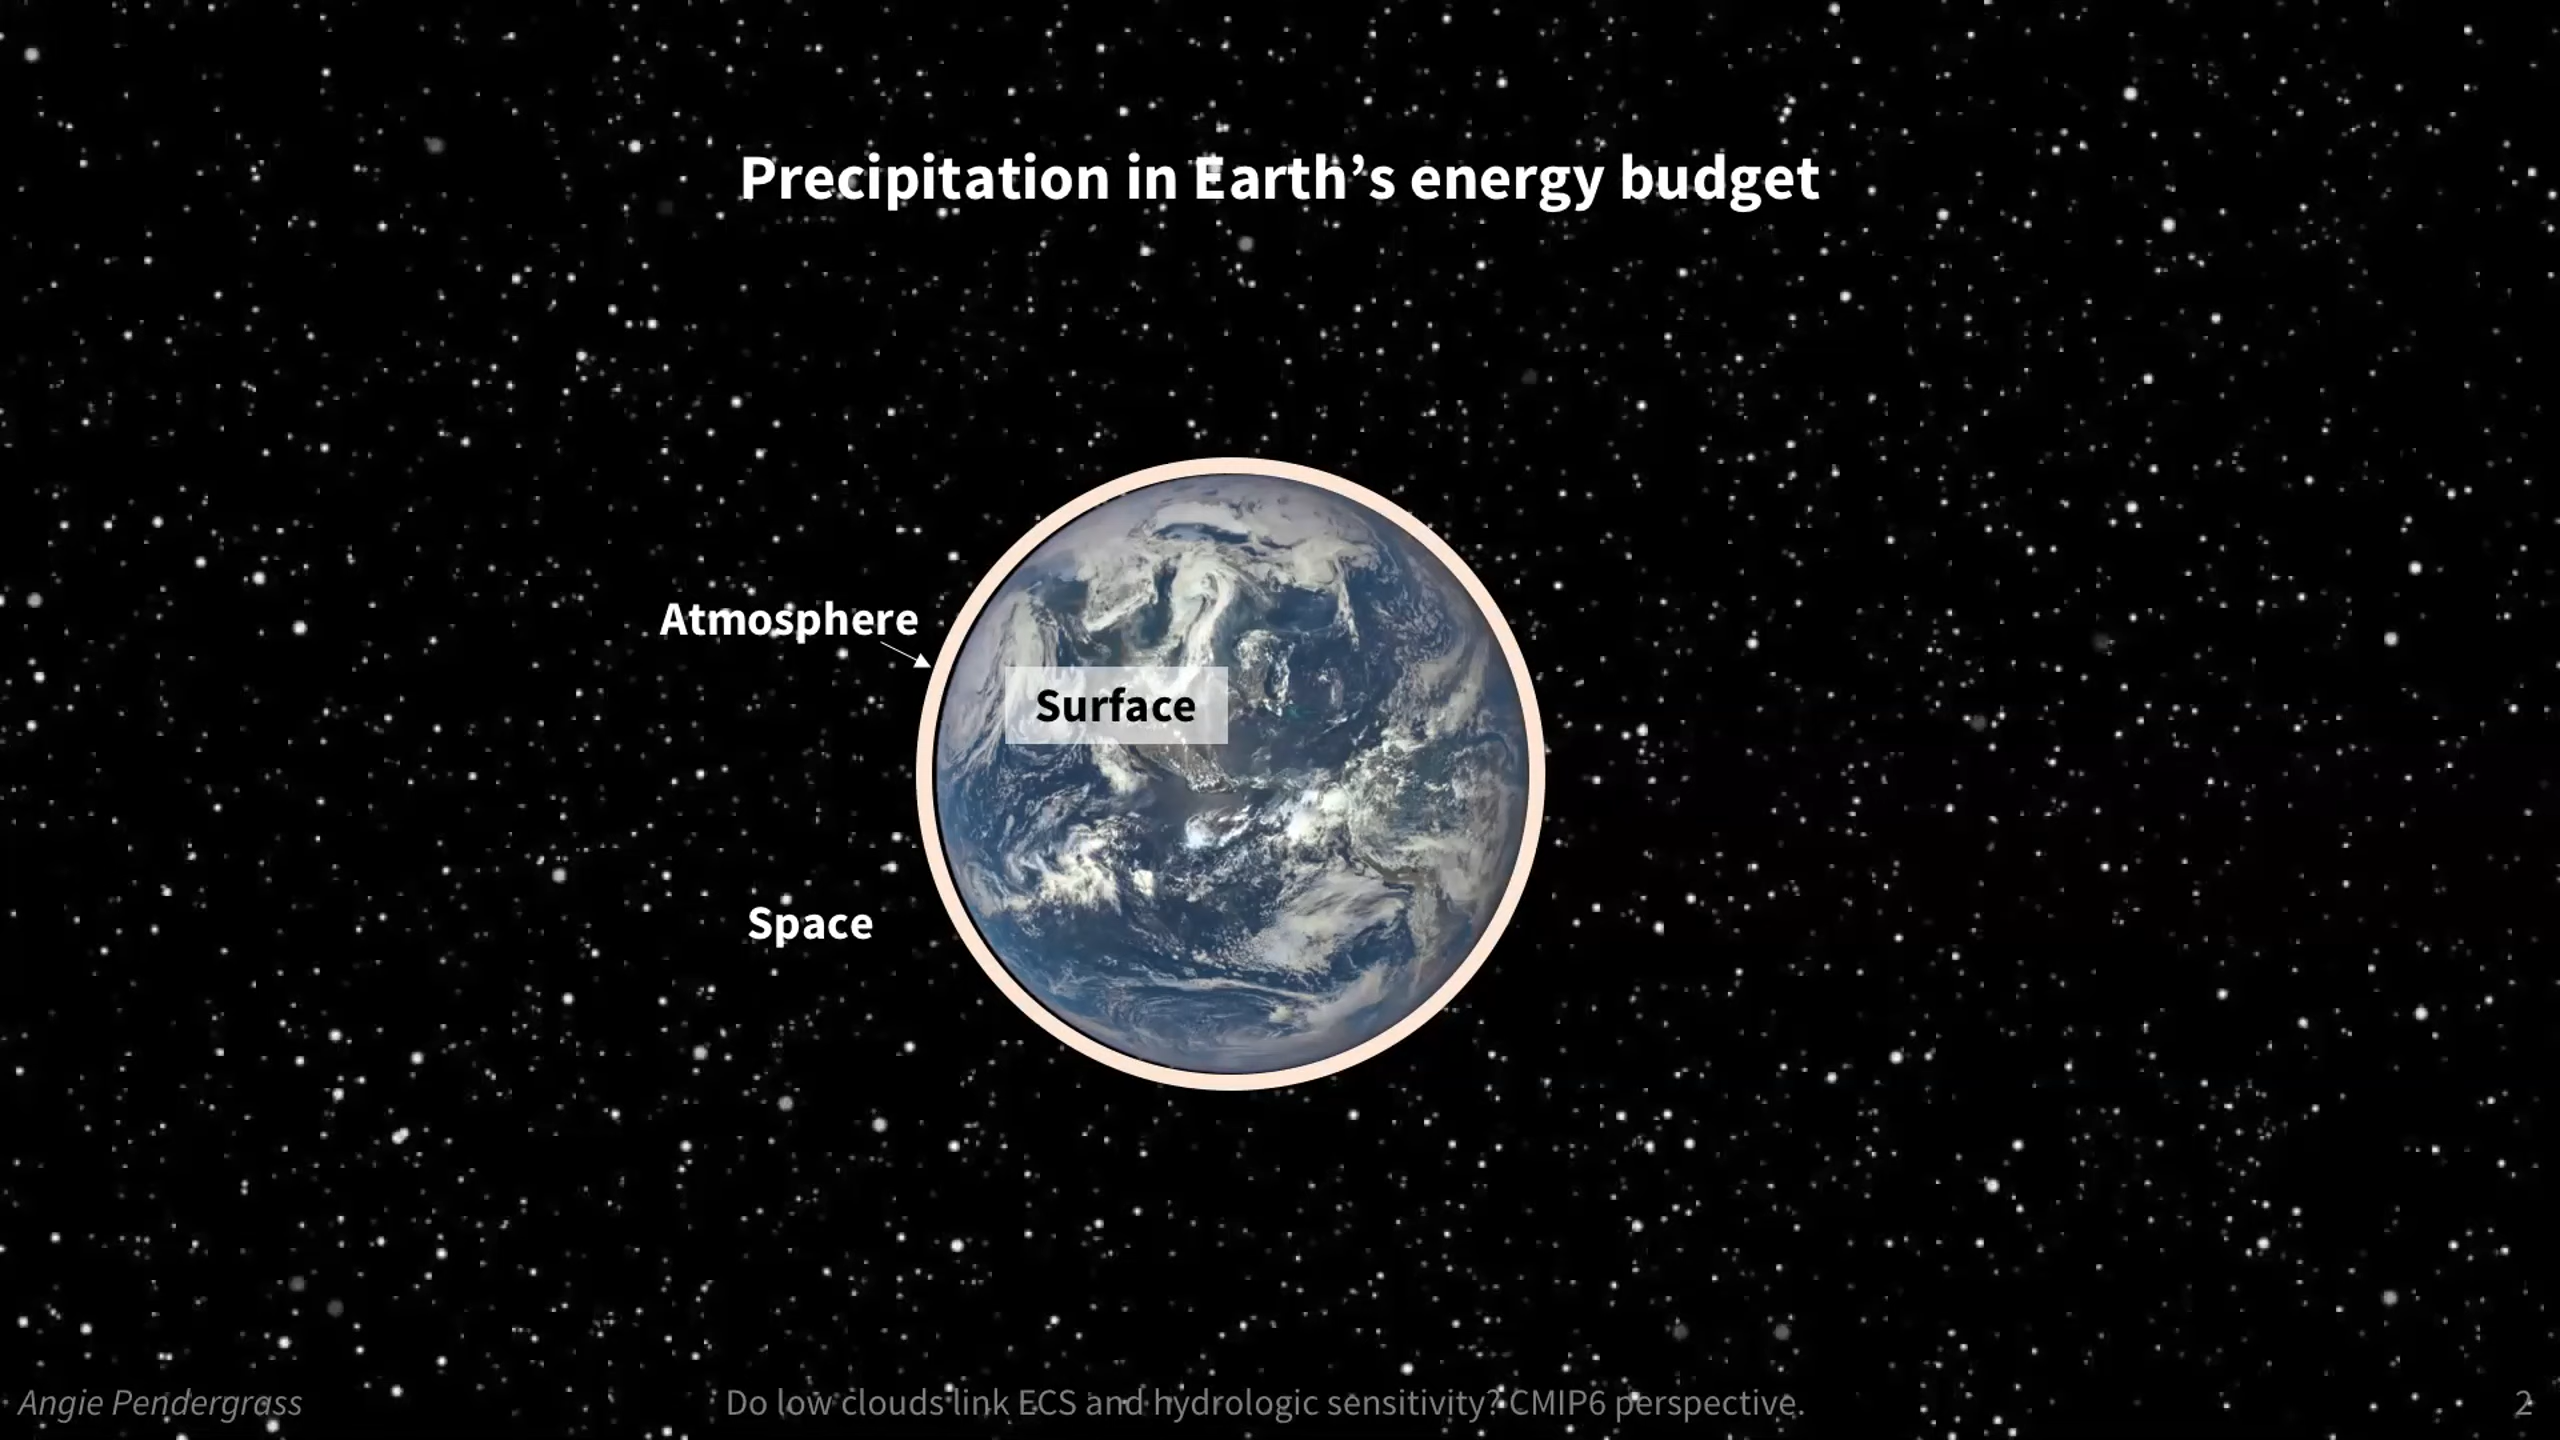 Precipitation in Earth’s energy budget
Atmosphere
Surface
Space
Angie Pendergrass
Do low clouds link ECS and hydrologic sensitivity? CMIP6 perspective.
2